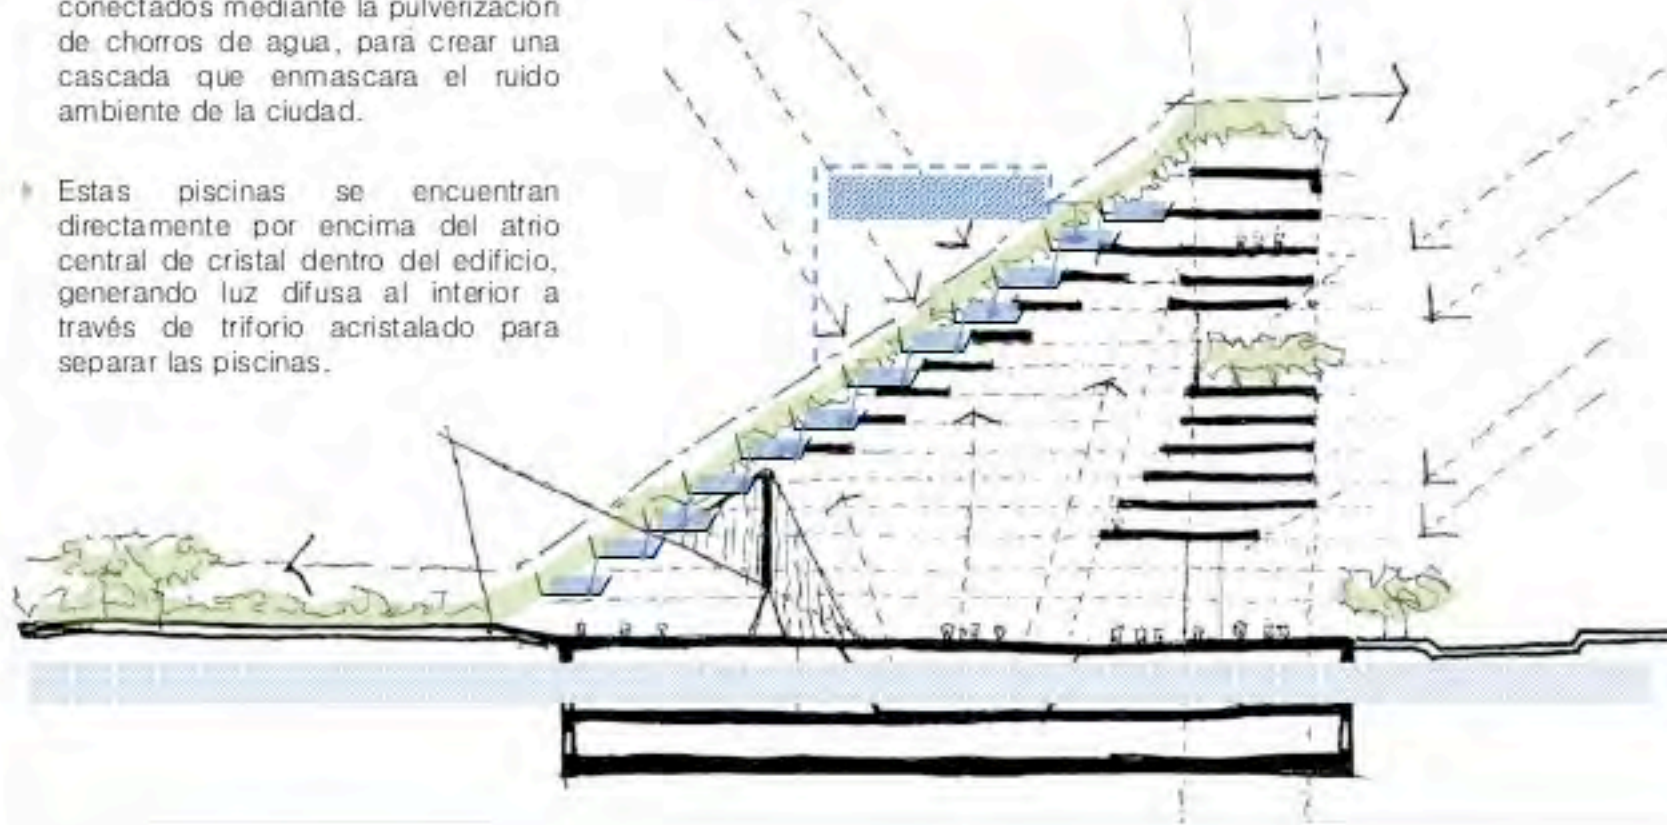 conectados mediante la pulverización
de chorros de agua, para crear una
cascada que enmascara el ruido
ambiente de la ciudad.
Estas piscinas se encuentran
directamente por encima del atrio
central de cristal dentro del edificio,
generando luz difusa al interior a
través de triforio acristalado para
separar las piscinas.